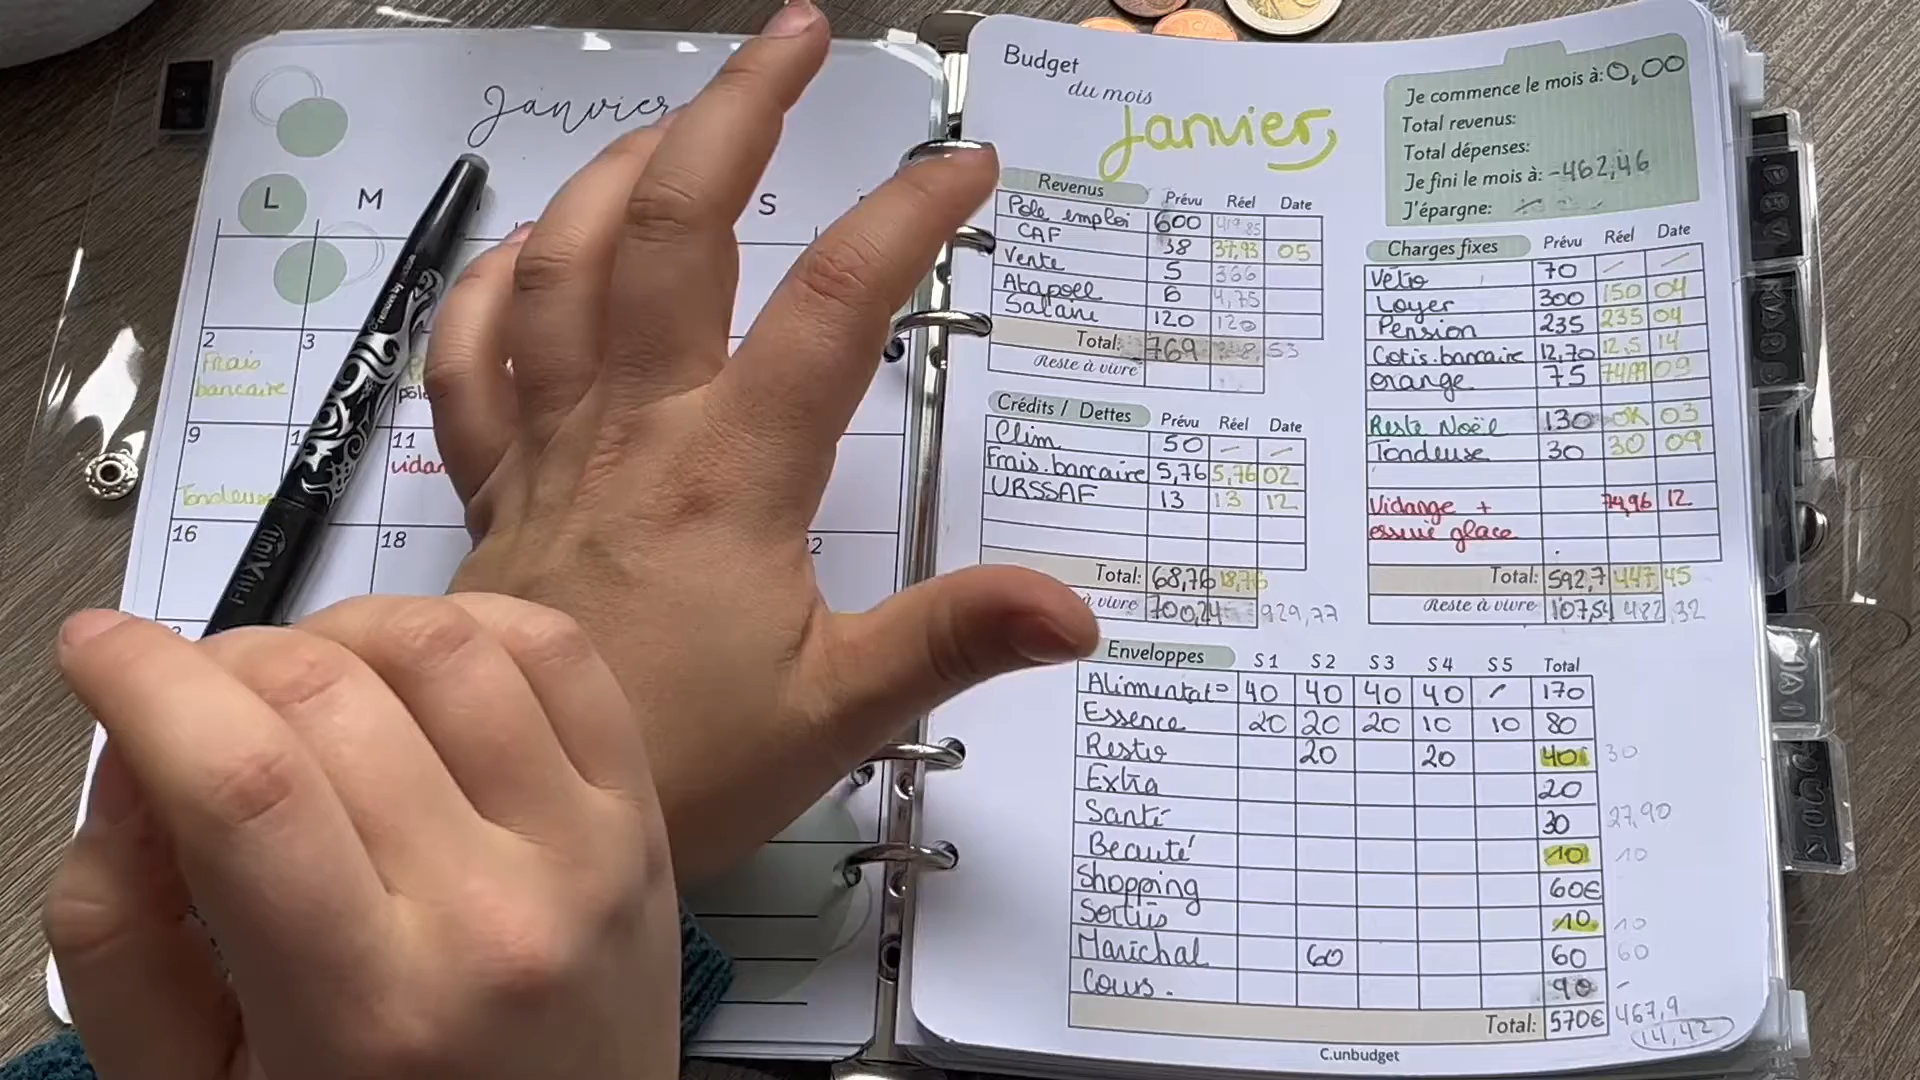 Janvier
L M S
2 3
Frais
bancaire
9 11
vidan
Tondeuse
16 18
Budget
du mois
Janvier
Je commence le mois à: 0,00
Total revenus:
Total dépenses:
Je fini le mois à: -462,46
J'épargne:
Revenus Prévu Réel Date
Pole emploi 600 419,85
CAF 38 37,93 05
Vente 5 366
Atapoll 6 4,75
Salaire 120 120
Total: 769
Reste à vivre
Crédits / Dettes Prévu Réel Date
Clim 50 - -
Frais.bancaire 5,76 5,76 02
URSSAF 13 13 12
Total: 68,76 18,76
à vivre 700,24 929,77
Charges fixes Prévu Réel Date
Vétio 70 - -
Loyer 300 150 04
Pension 235 235 04
Cotis.bancaire 12,70 12,5 14
Orange 75 74,99 09
Reste Noël 130 OK 03
Tondeuse 30 30 09
Vidange + 74,96 12
essuie glace
Total: 592,7 447,45
Reste à vivre 107,54 482,32
Enveloppes S1 S2 S3 S4 S5 Total
Alimentat° 40 40 40 40 - 170
Essence 20 20 20 10 10 80
Resto 20 20 40 30
Extra 20
Santé 30 27,90
Beauté 10 10
Shopping 60€
Sorties 10 10
Maréchal 60 60 60
Cours. 90 -
Total: 570€ 467,9
14,42
C.unbudget